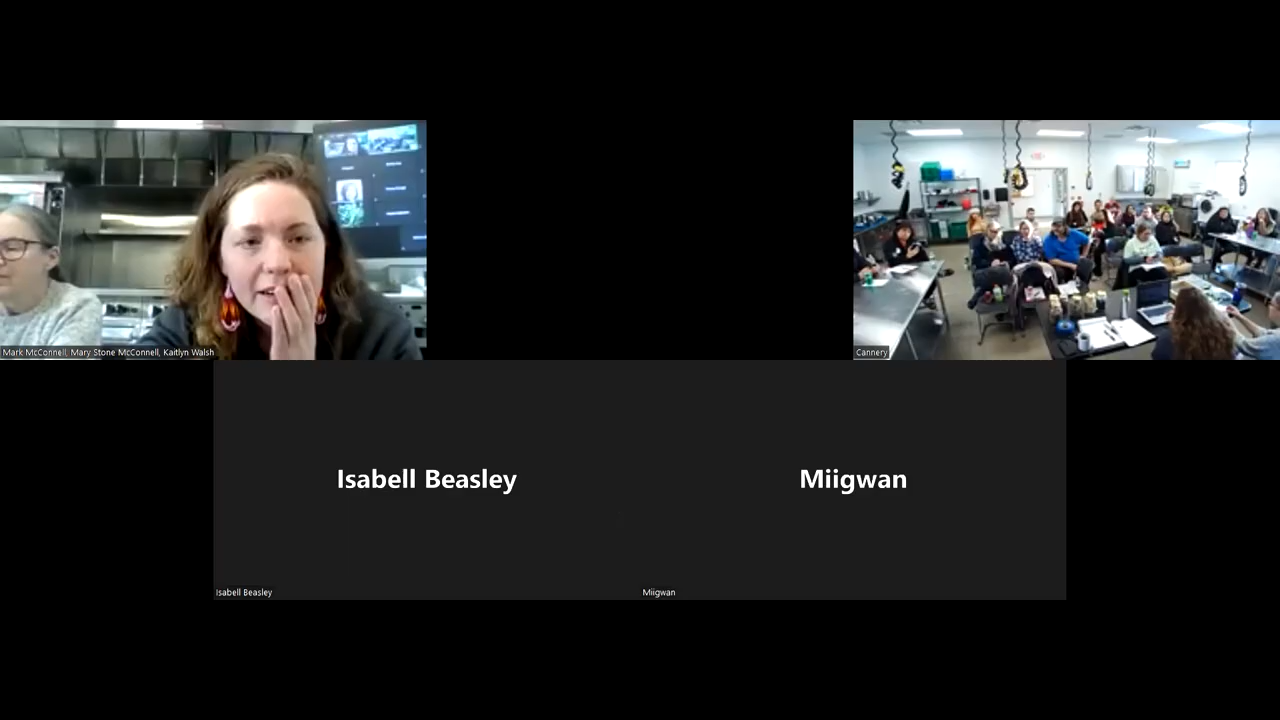 Mark McConnell, Mary Stone McConnell, Kaitlyn Walsh
Cannery
Isabell Beasley
Miigwan
Isabell Beasley
Miigwan